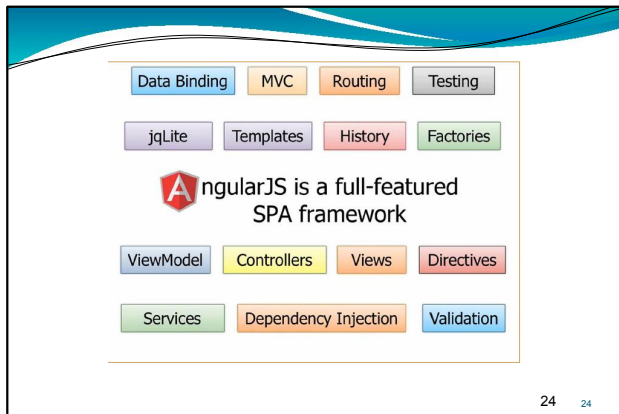 Data Binding MVC Routing Testing
jqLite Templates History Factories
AngularJS is a full-featured
SPA framework
ViewModel Controllers Views Directives
Services Dependency Injection Validation
24 24